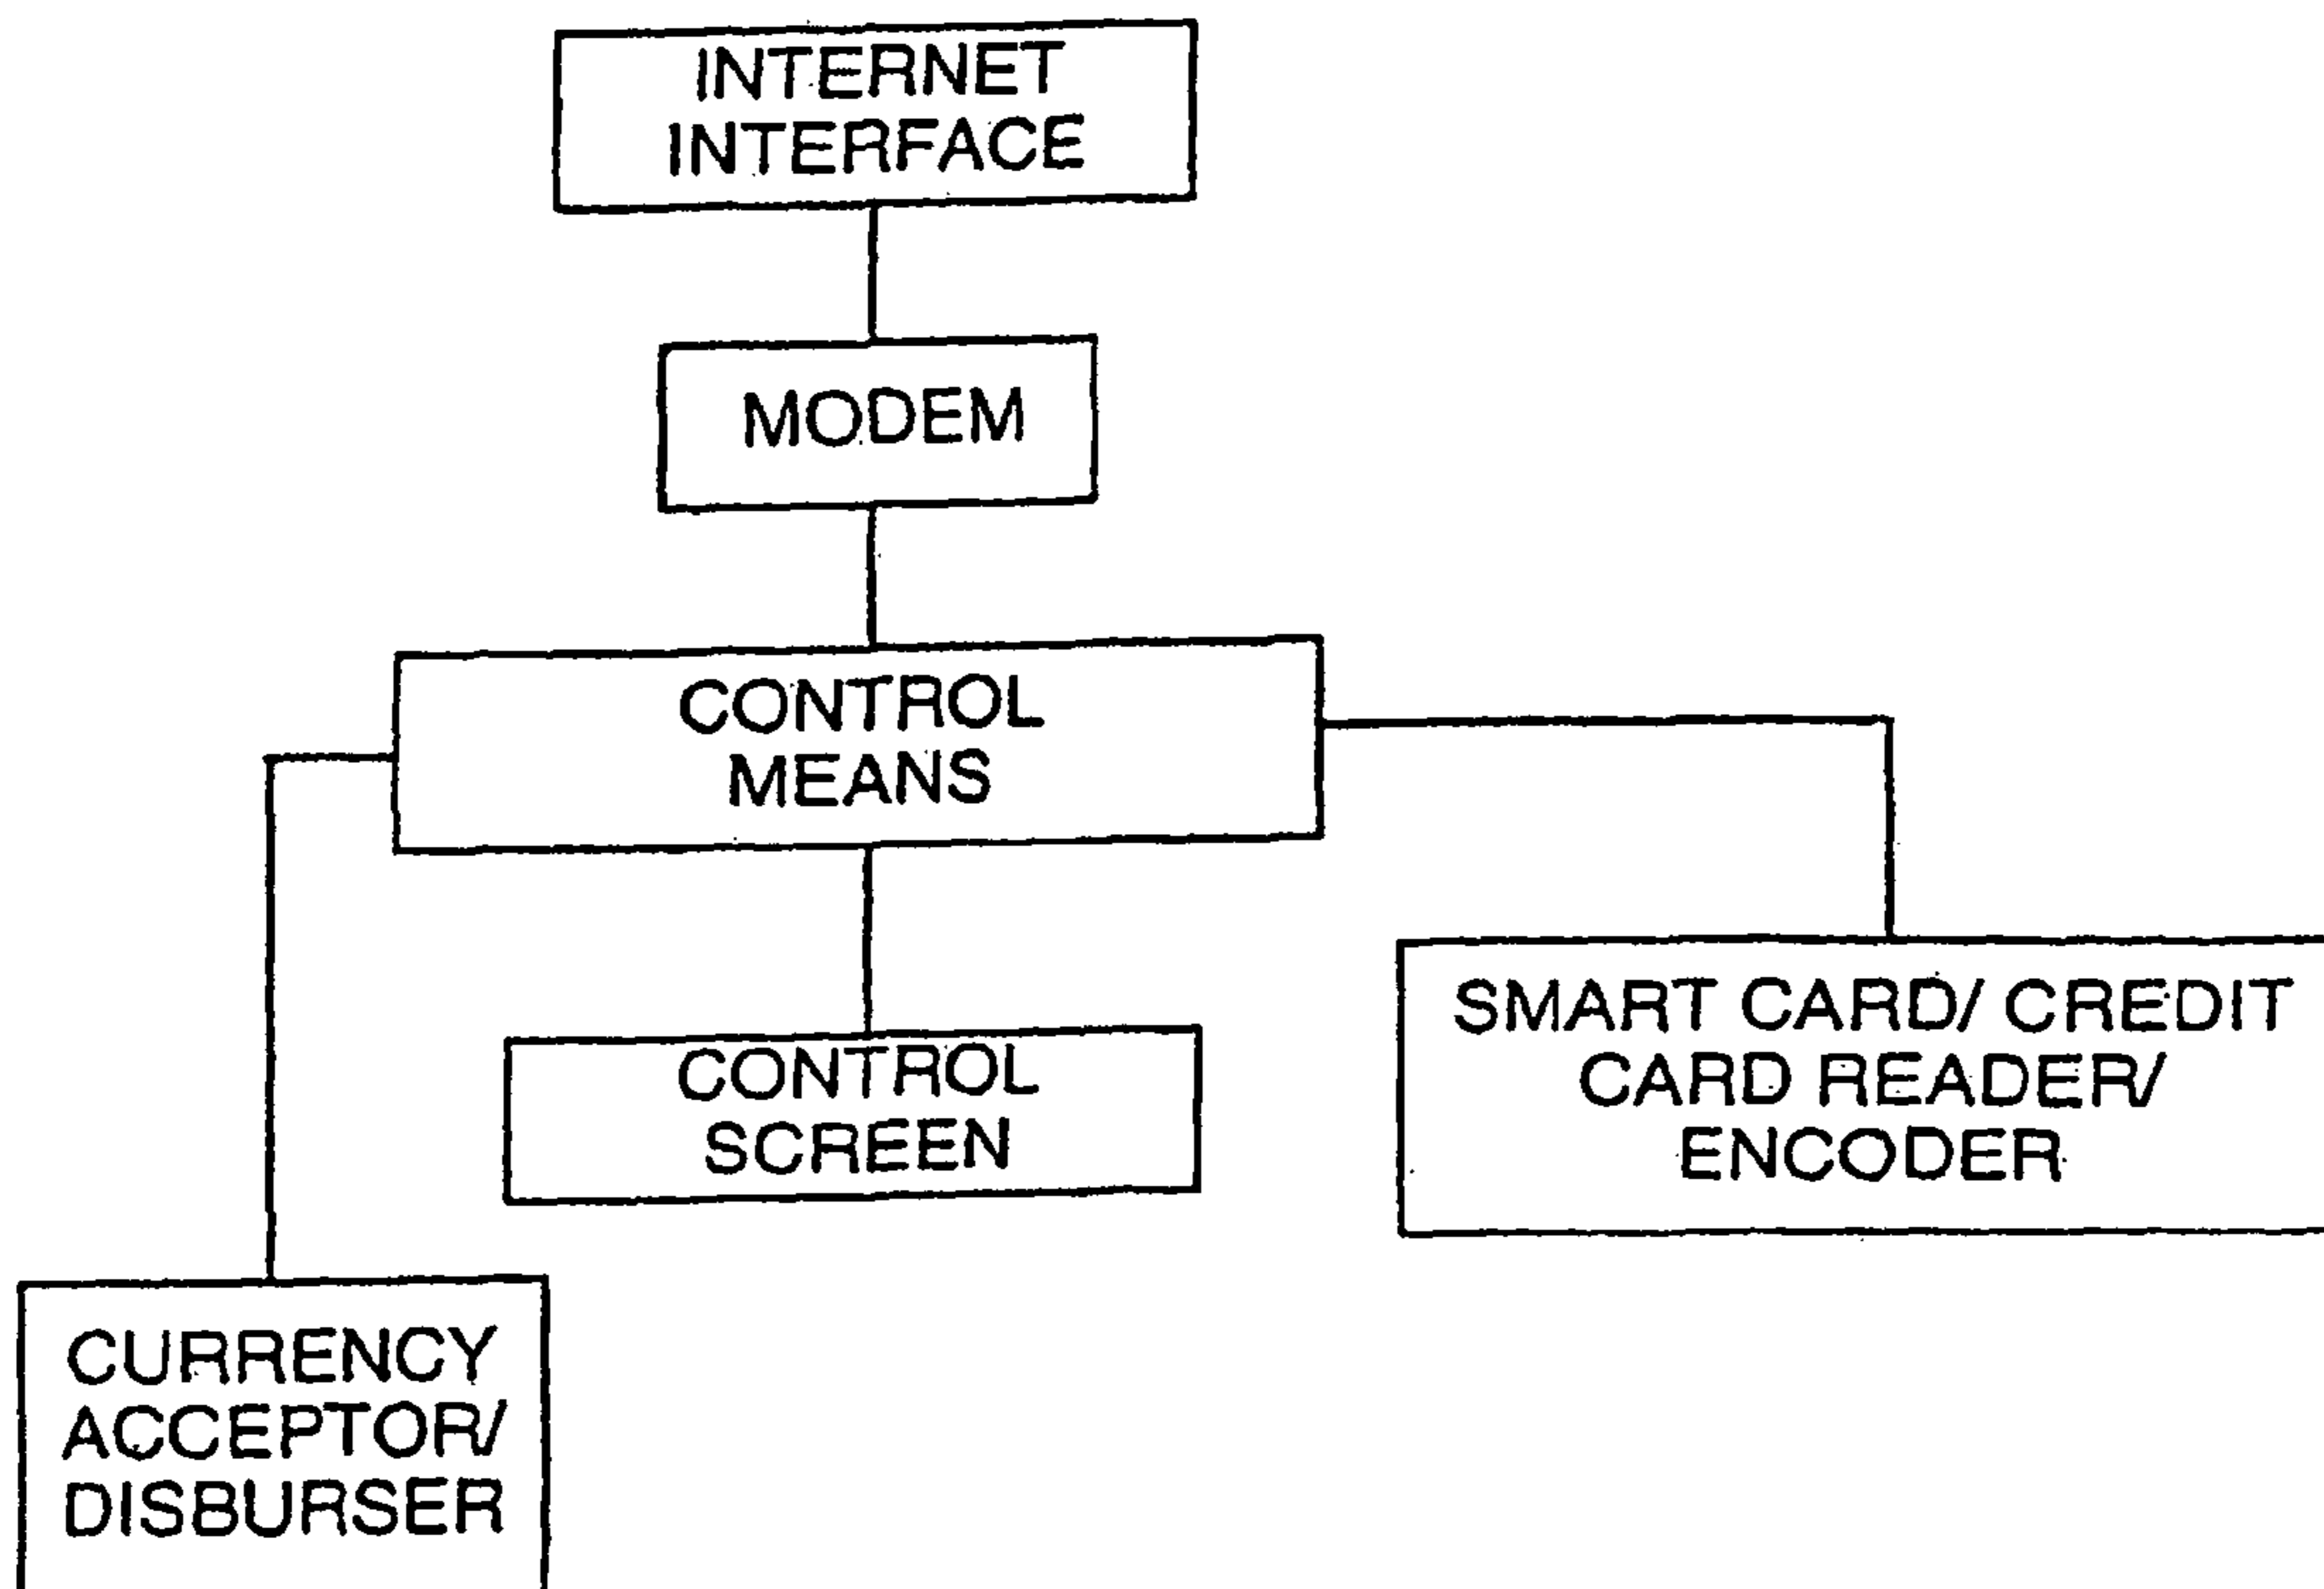 INTERNET
INTERFACE
MODEM
CONTROL
MEANS
CONTROL
SCREEN
SMART CARD/ CREDIT
CARD READER/
ENCODER
CURRENCY
ACCEPTOR/
DISBURSER